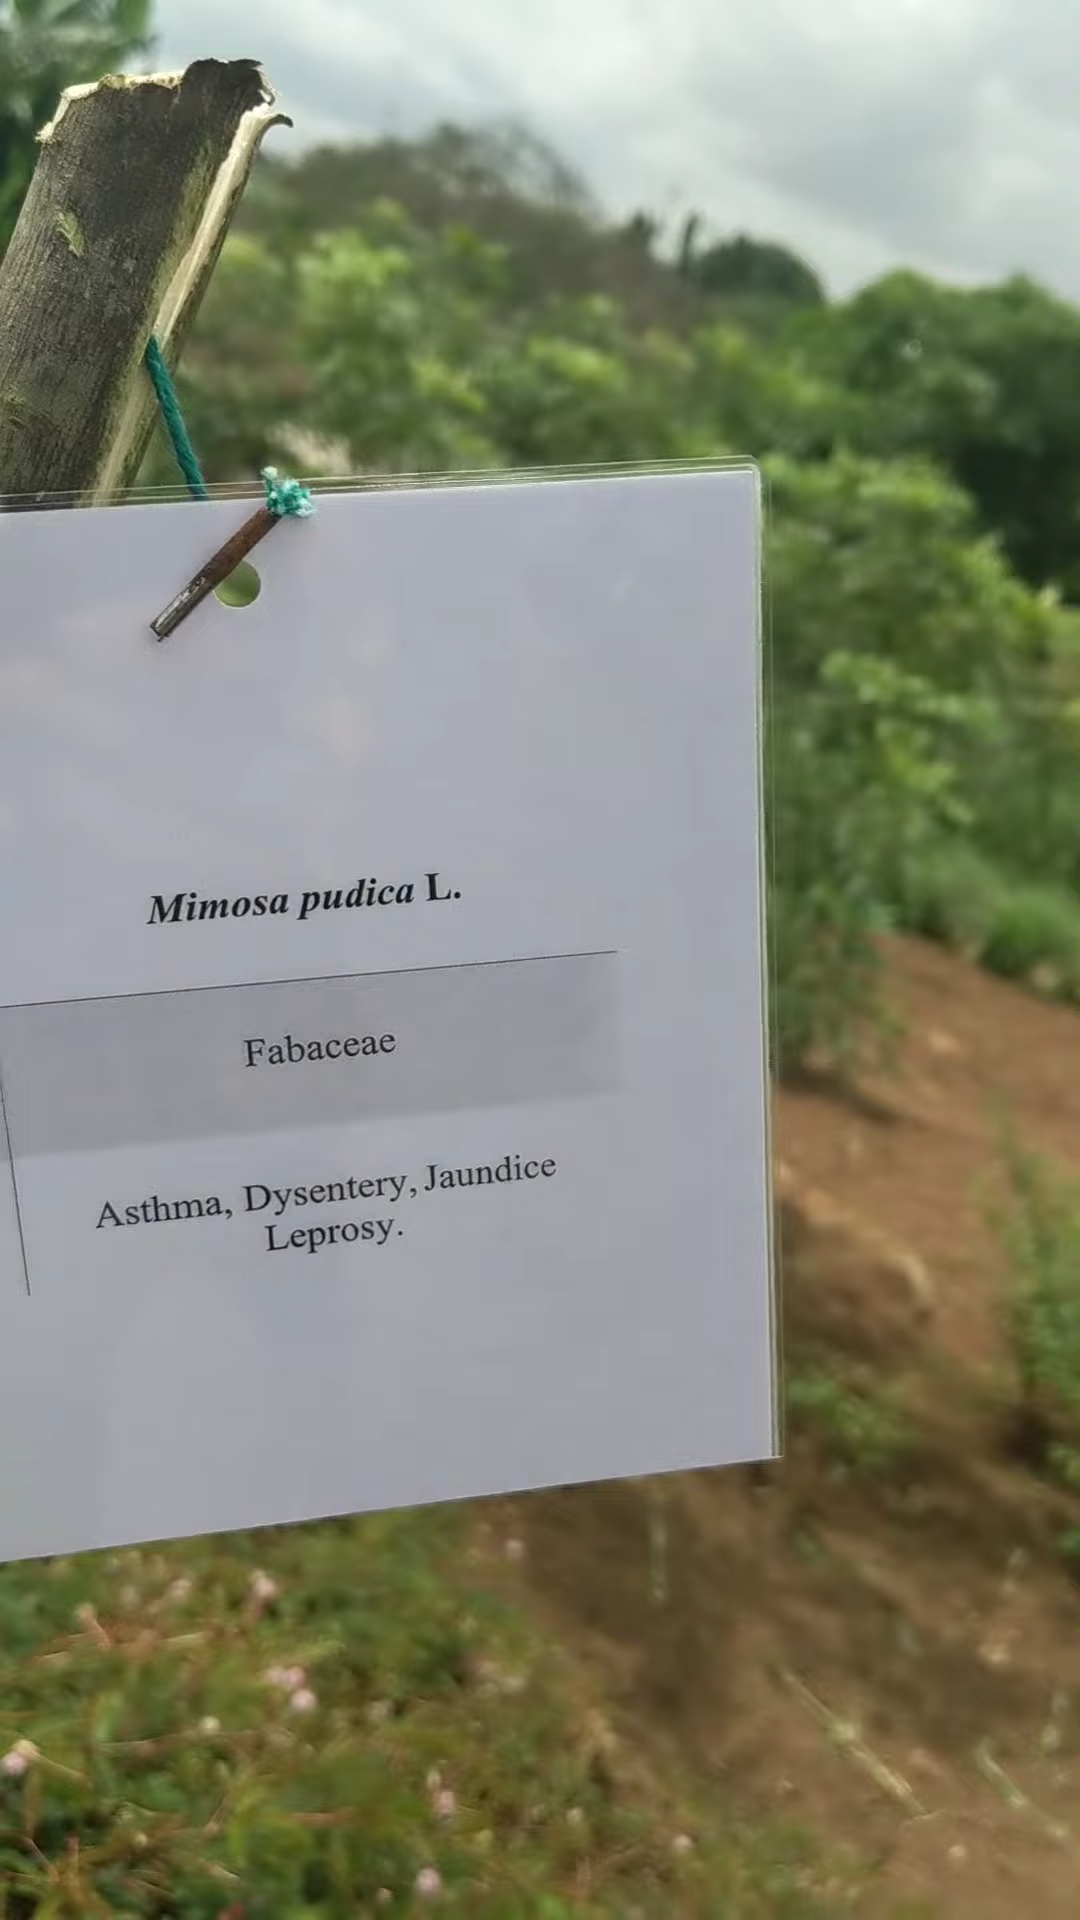 Mimosa pudica L.
Fabaceae
Asthma, Dysentery, Jaundice
Leprosy.